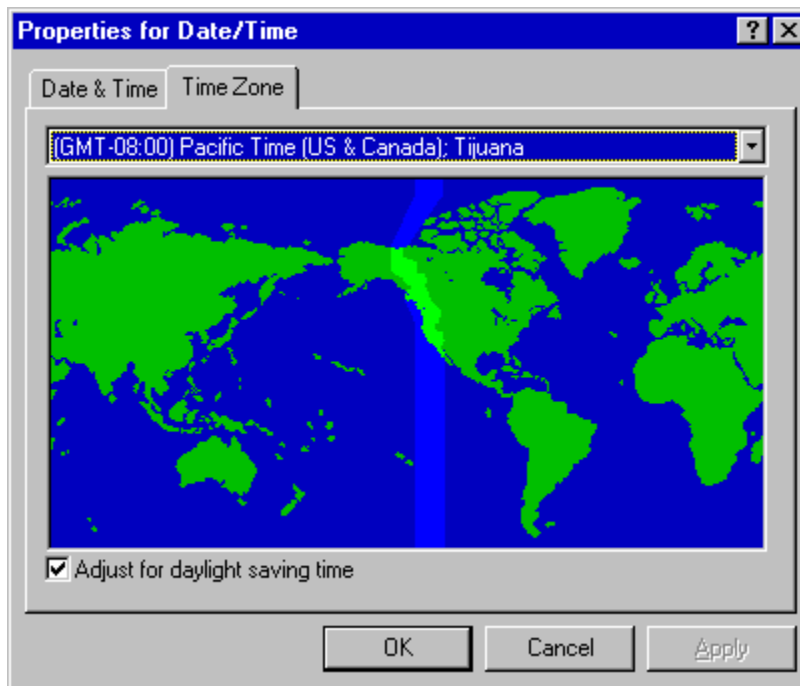 Properties for Date/Time
Date & Time Time Zone
(GMT-08:00) Pacific Time (US & Canada); Tijuana
Adjust for daylight saving time
OK Cancel Apply